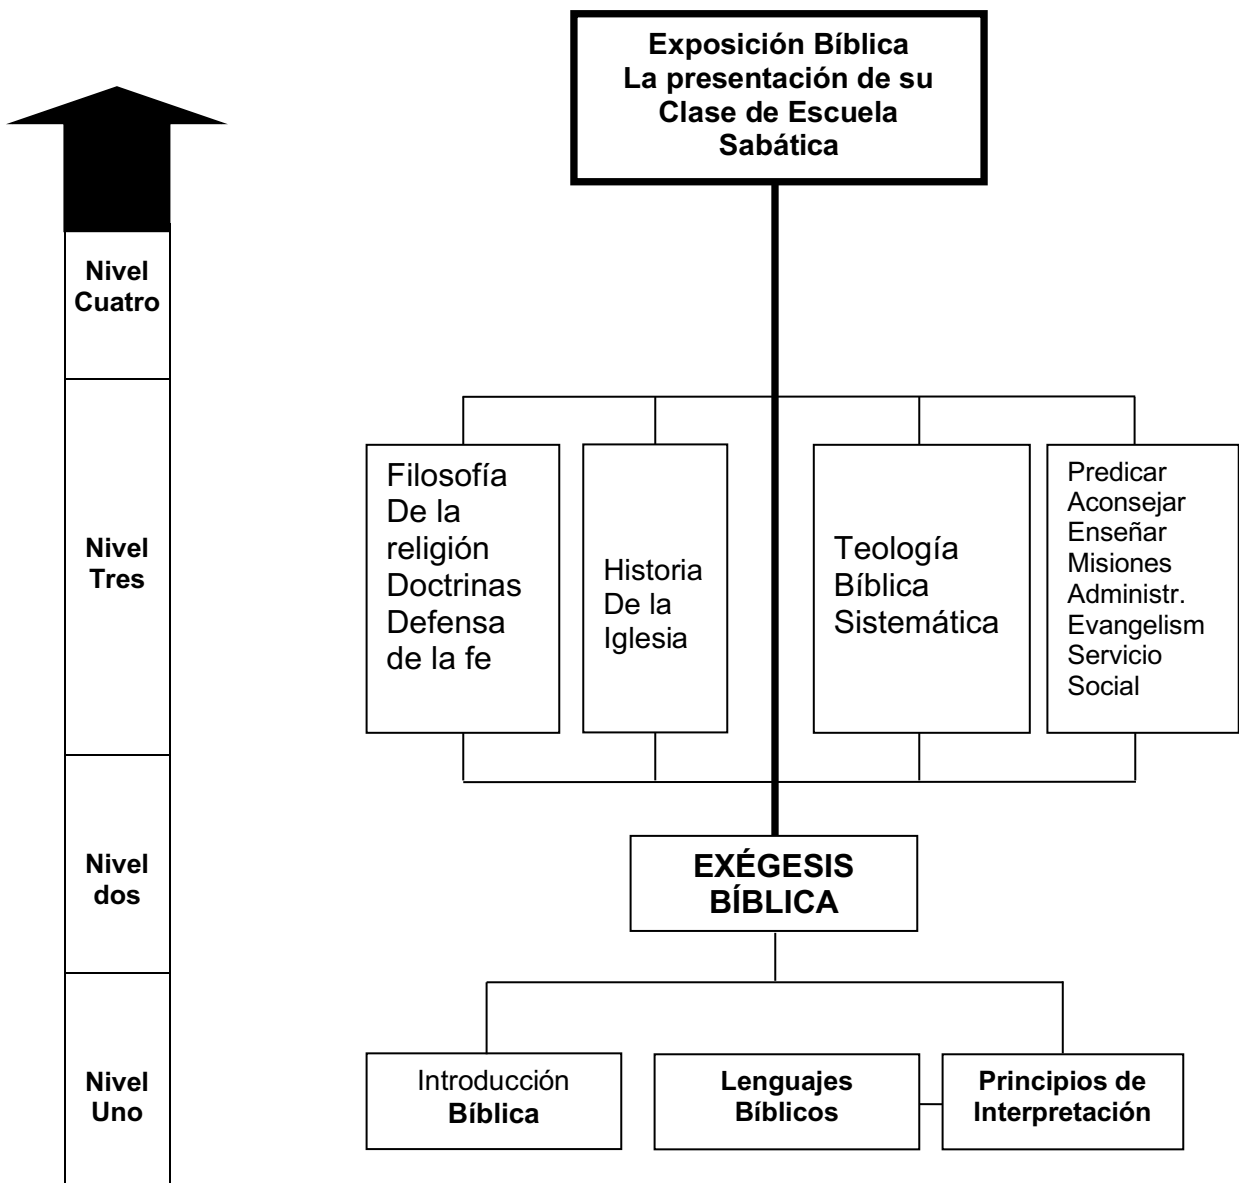 Exposición Bíblica
La presentación de su
Clase de Escuela
Sabática
Nivel
Cuatro
Nivel
Tres
Filosofía
De la
religión
Doctrinas
Defensa
de la fe
Historia
De la
Iglesia
Teología
Bíblica
Sistemática
Predicar
Aconsejar
Enseñar
Misiones
Administr.
Evangelism
Servicio
Social
Nivel
dos
EXÉGESIS
BÍBLICA
Nivel
Uno
Introducción
Bíblica
Lenguajes
Bíblicos
Principios de
Interpretación